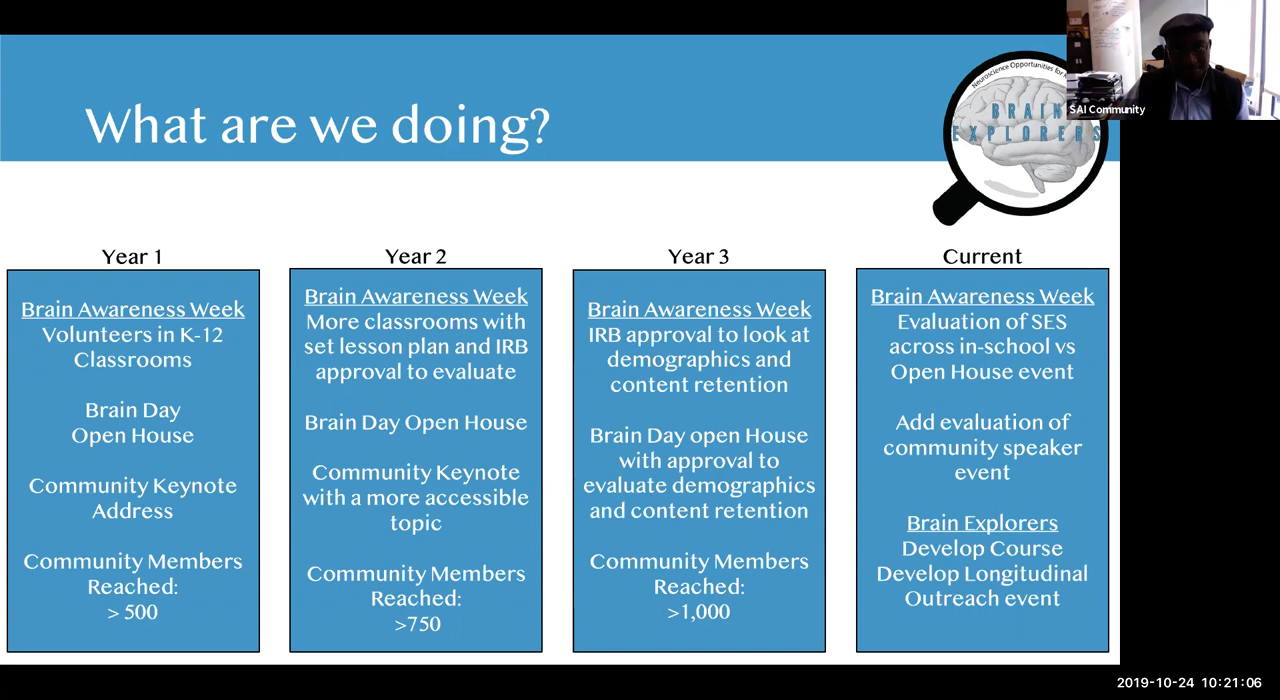 What are we doing?
Neuroscience Opportunities for
BRAIN
EXPLORERS
SAI Community
Year 1
Brain Awareness Week
Volunteers in K-12
Classrooms
Brain Day
Open House
Community Keynote
Address
Community Members
Reached:
> 500
Year 2
Brain Awareness Week
More classrooms with
set lesson plan and IRB
approval to evaluate
Brain Day Open House
Community Keynote
with a more accessible
topic
Community Members
Reached:
>750
Year 3
Brain Awareness Week
IRB approval to look at
demographics and
content retention
Brain Day open House
with approval to
evaluate demographics
and content retention
Community Members
Reached:
>1,000
Current
Brain Awareness Week
Evaluation of SES
across in-school vs
Open House event
Add evaluation of
community speaker
event
Brain Explorers
Develop Course
Develop Longitudinal
Outreach event
2019-10-24 10:21:06